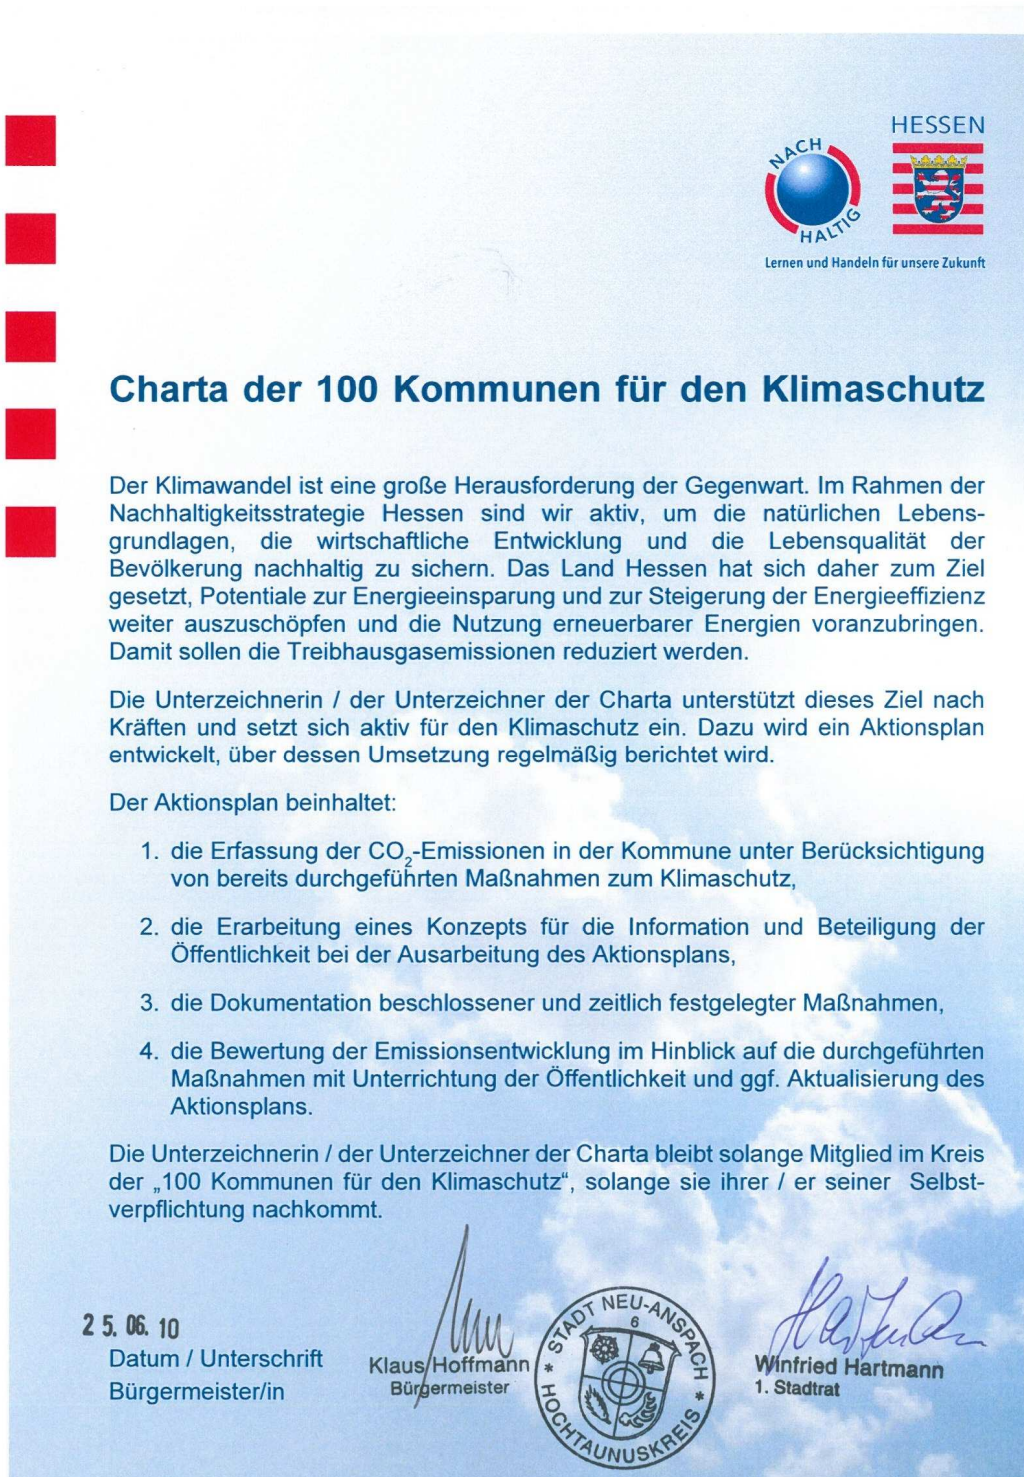 HESSEN
NACH
HALTIG
Lernen und Handeln für unsere Zukunft
Charta der 100 Kommunen für den Klimaschutz
Der Klimawandel ist eine große Herausforderung der Gegenwart. Im Rahmen der
Nachhaltigkeitsstrategie Hessen sind wir aktiv, um die natürlichen Lebens-
grundlagen, die wirtschaftliche Entwicklung und die Lebensqualität der
Bevölkerung nachhaltig zu sichern. Das Land Hessen hat sich daher zum Ziel
gesetzt, Potentiale zur Energieeinsparung und zur Steigerung der Energieeffizienz
weiter auszuschöpfen und die Nutzung erneuerbarer Energien voranzubringen.
Damit sollen die Treibhausgasemissionen reduziert werden.
Die Unterzeichnerin / der Unterzeichner der Charta unterstützt dieses Ziel nach
Kräften und setzt sich aktiv für den Klimaschutz ein. Dazu wird ein Aktionsplan
entwickelt, über dessen Umsetzung regelmäßig berichtet wird.
Der Aktionsplan beinhaltet:
1. die Erfassung der CO₂-Emissionen in der Kommune unter Berücksichtigung
von bereits durchgeführten Maßnahmen zum Klimaschutz,
2. die Erarbeitung eines Konzepts für die Information und Beteiligung der
Öffentlichkeit bei der Ausarbeitung des Aktionsplans,
3. die Dokumentation beschlossener und zeitlich festgelegter Maßnahmen,
4. die Bewertung der Emissionsentwicklung im Hinblick auf die durchgeführten
Maßnahmen mit Unterrichtung der Öffentlichkeit und ggf. Aktualisierung des
Aktionsplans.
Die Unterzeichnerin / der Unterzeichner der Charta bleibt solange Mitglied im Kreis
der „100 Kommunen für den Klimaschutz“, solange sie ihrer / er seiner Selbst-
verpflichtung nachkommt.
25. 06. 10
Datum / Unterschrift
Bürgermeister/in
Klaus Hoffmann
Bürgermeister
STADT NEU-ANSPACH
6
* HOCHTAUNUSKREIS *
Winfried Hartmann
1. Stadtrat